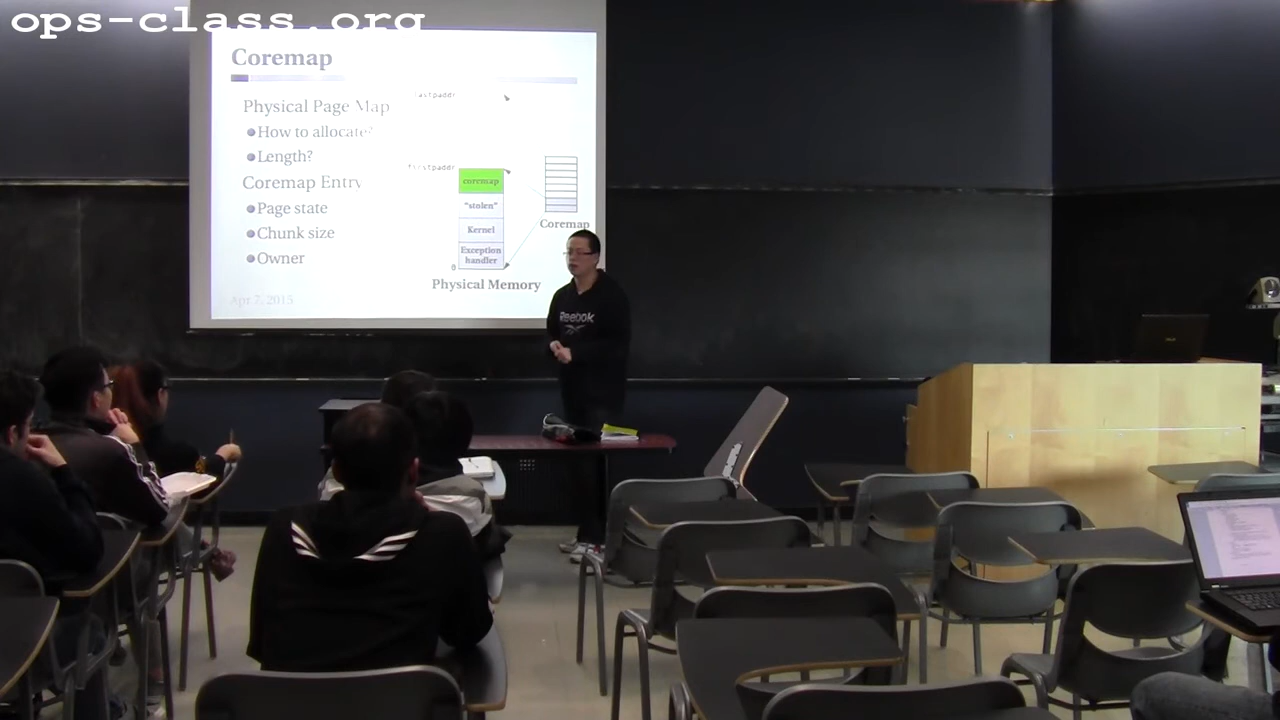 ops-class.org
Coremap
Physical Page Map
How to allocate?
Length?
Coremap Entry
Page state
Chunk size
Owner
Apr 7, 2015
lastpaddr
firstpaddr
coremap
"stolen"
Kernel
Exception
handler
0
Physical Memory
Coremap
Reebok